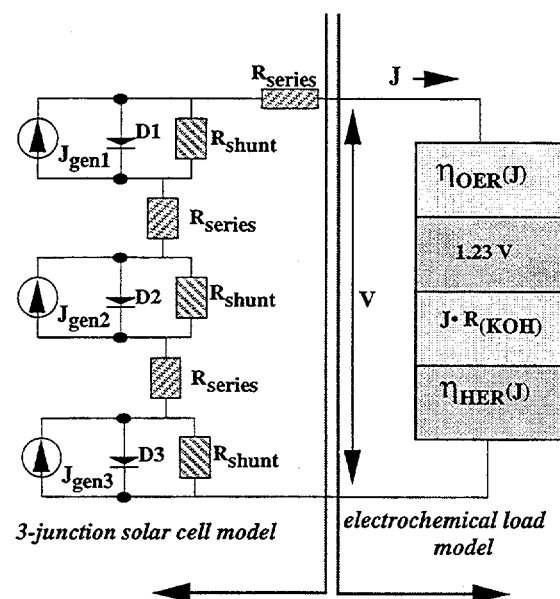 R_series
J
J_gen1
D1
R_shunt
η_OER(J)
R_series
1.23 V
J_gen2
D2
R_shunt
V
J· R_(KOH)
R_series
η_HER(J)
J_gen3
D3
R_shunt
3-junction solar cell model
electrochemical load
model